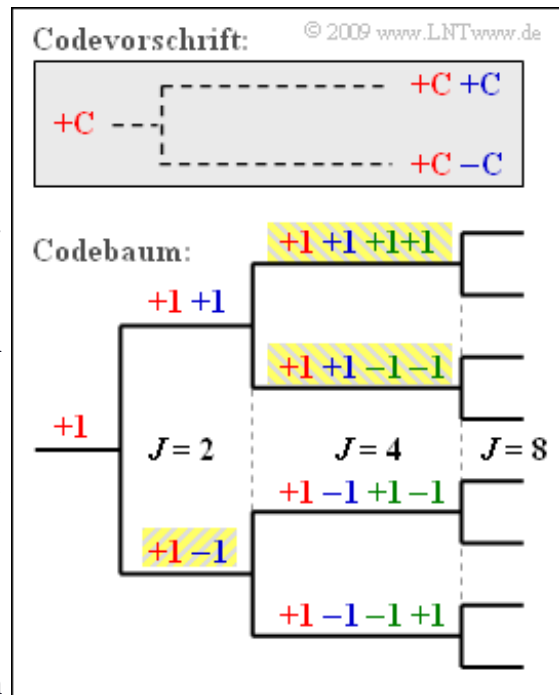 © 2009 www.LNTwww.de
Codevorschrift:
+C +C
+C
+C −C
Codebaum:
+1 +1 +1+1
+1 +1
+1 +1 −1 −1
+1
J = 2
J = 4
J = 8
+1 −1 +1 −1
+1 −1
+1 −1 −1 +1